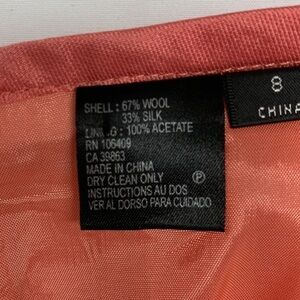 SHELL: 67% WOOL
33% SILK
LINING: 100% ACETATE
RN 106409
CA 39863
MADE IN CHINA
DRY CLEAN ONLY Ⓟ
INSTRUCTIONS AU DOS
VER AL DORSO PARA CUIDADO
8
CHINA